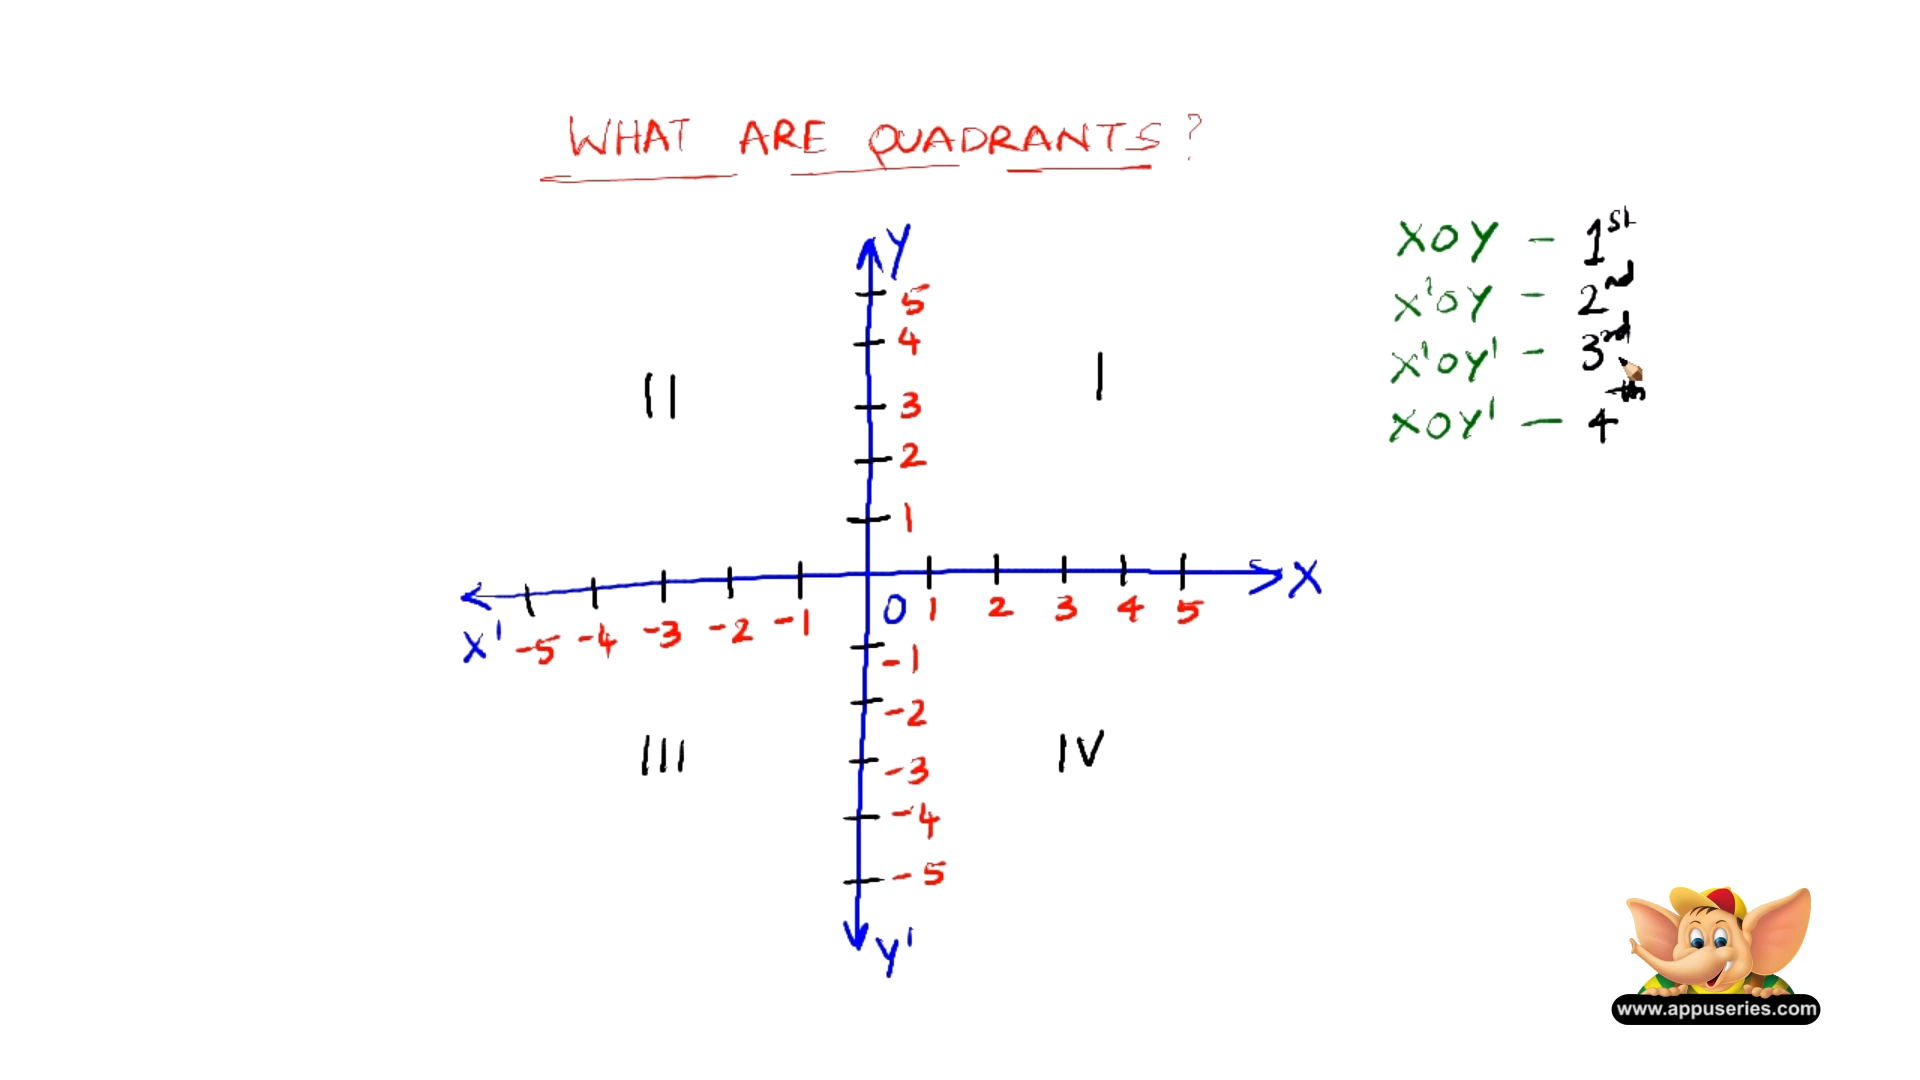 WHAT ARE QUADRANTS?
XOY - 1st
X'OY - 2nd
X'OY' - 3rd
XOY' - 4th
Y
5
4
II
I
3
2
1
X
0 1 2 3 4 5
X' -5 -4 -3 -2 -1
-1
-2
III
IV
-3
-4
-5
Y'
www.appuseries.com